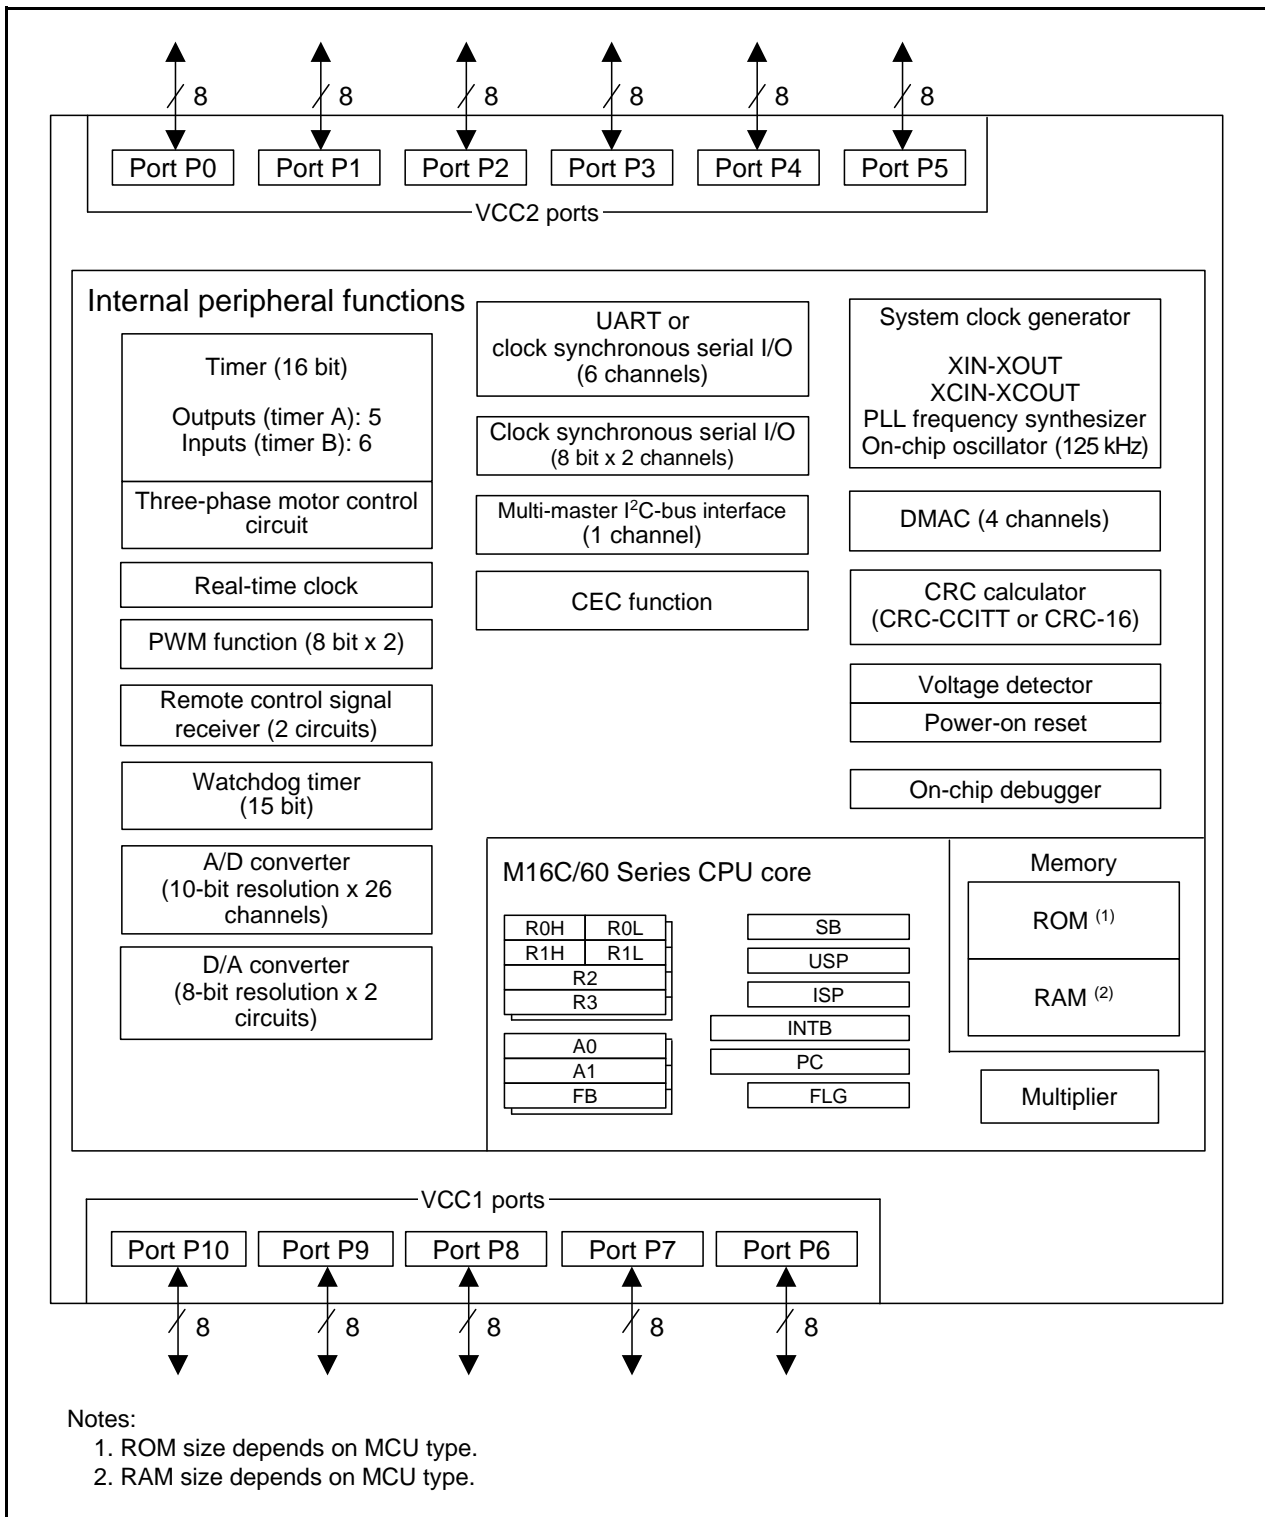 8 8 8 8 8 8
Port P0 Port P1 Port P2 Port P3 Port P4 Port P5
VCC2 ports
Internal peripheral functions
Timer (16 bit)
Outputs (timer A): 5
Inputs (timer B): 6
Three-phase motor control
circuit
Real-time clock
PWM function (8 bit x 2)
Remote control signal
receiver (2 circuits)
Watchdog timer
(15 bit)
A/D converter
(10-bit resolution x 26
channels)
D/A converter
(8-bit resolution x 2
circuits)
UART or
clock synchronous serial I/O
(6 channels)
Clock synchronous serial I/O
(8 bit x 2 channels)
Multi-master I²C-bus interface
(1 channel)
CEC function
System clock generator
XIN-XOUT
XCIN-XCOUT
PLL frequency synthesizer
On-chip oscillator (125 kHz)
DMAC (4 channels)
CRC calculator
(CRC-CCITT or CRC-16)
Voltage detector
Power-on reset
On-chip debugger
M16C/60 Series CPU core
R0H R0L
R1H R1L
R2
R3
A0
A1
FB
SB
USP
ISP
INTB
PC
FLG
Memory
ROM (1)
RAM (2)
Multiplier
VCC1 ports
Port P10 Port P9 Port P8 Port P7 Port P6
8 8 8 8 8
Notes:
1. ROM size depends on MCU type.
2. RAM size depends on MCU type.